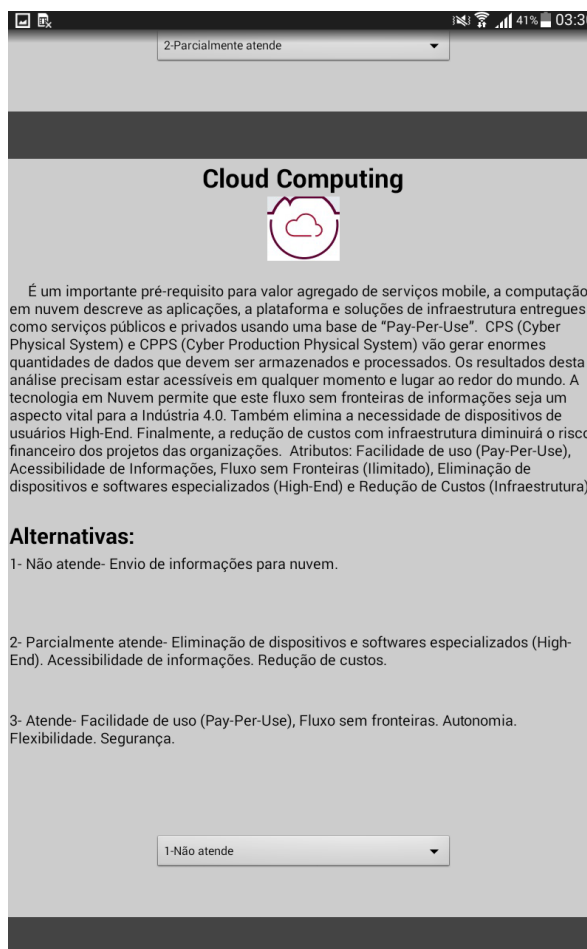 41% 03:30
2-Parcialmente atende
Cloud Computing
É um importante pré-requisito para valor agregado de serviços mobile, a computação
em nuvem descreve as aplicações, a plataforma e soluções de infraestrutura entregues
como serviços públicos e privados usando uma base de “Pay-Per-Use”. CPS (Cyber
Physical System) e CPPS (Cyber Production Physical System) vão gerar enormes
quantidades de dados que devem ser armazenados e processados. Os resultados desta
análise precisam estar acessíveis em qualquer momento e lugar ao redor do mundo. A
tecnologia em Nuvem permite que este fluxo sem fronteiras de informações seja um
aspecto vital para a Indústria 4.0. Também elimina a necessidade de dispositivos de
usuários High-End. Finalmente, a redução de custos com infraestrutura diminuirá o risco
financeiro dos projetos das organizações. Atributos: Facilidade de uso (Pay-Per-Use),
Acessibilidade de Informações, Fluxo sem Fronteiras (Ilimitado), Eliminação de
dispositivos e softwares especializados (High-End) e Redução de Custos (Infraestrutura)
Alternativas:
1- Não atende- Envio de informações para nuvem.
2- Parcialmente atende- Eliminação de dispositivos e softwares especializados (High-
End). Acessibilidade de informações. Redução de custos.
3- Atende- Facilidade de uso (Pay-Per-Use), Fluxo sem fronteiras. Autonomia.
Flexibilidade. Segurança.
1-Não atende